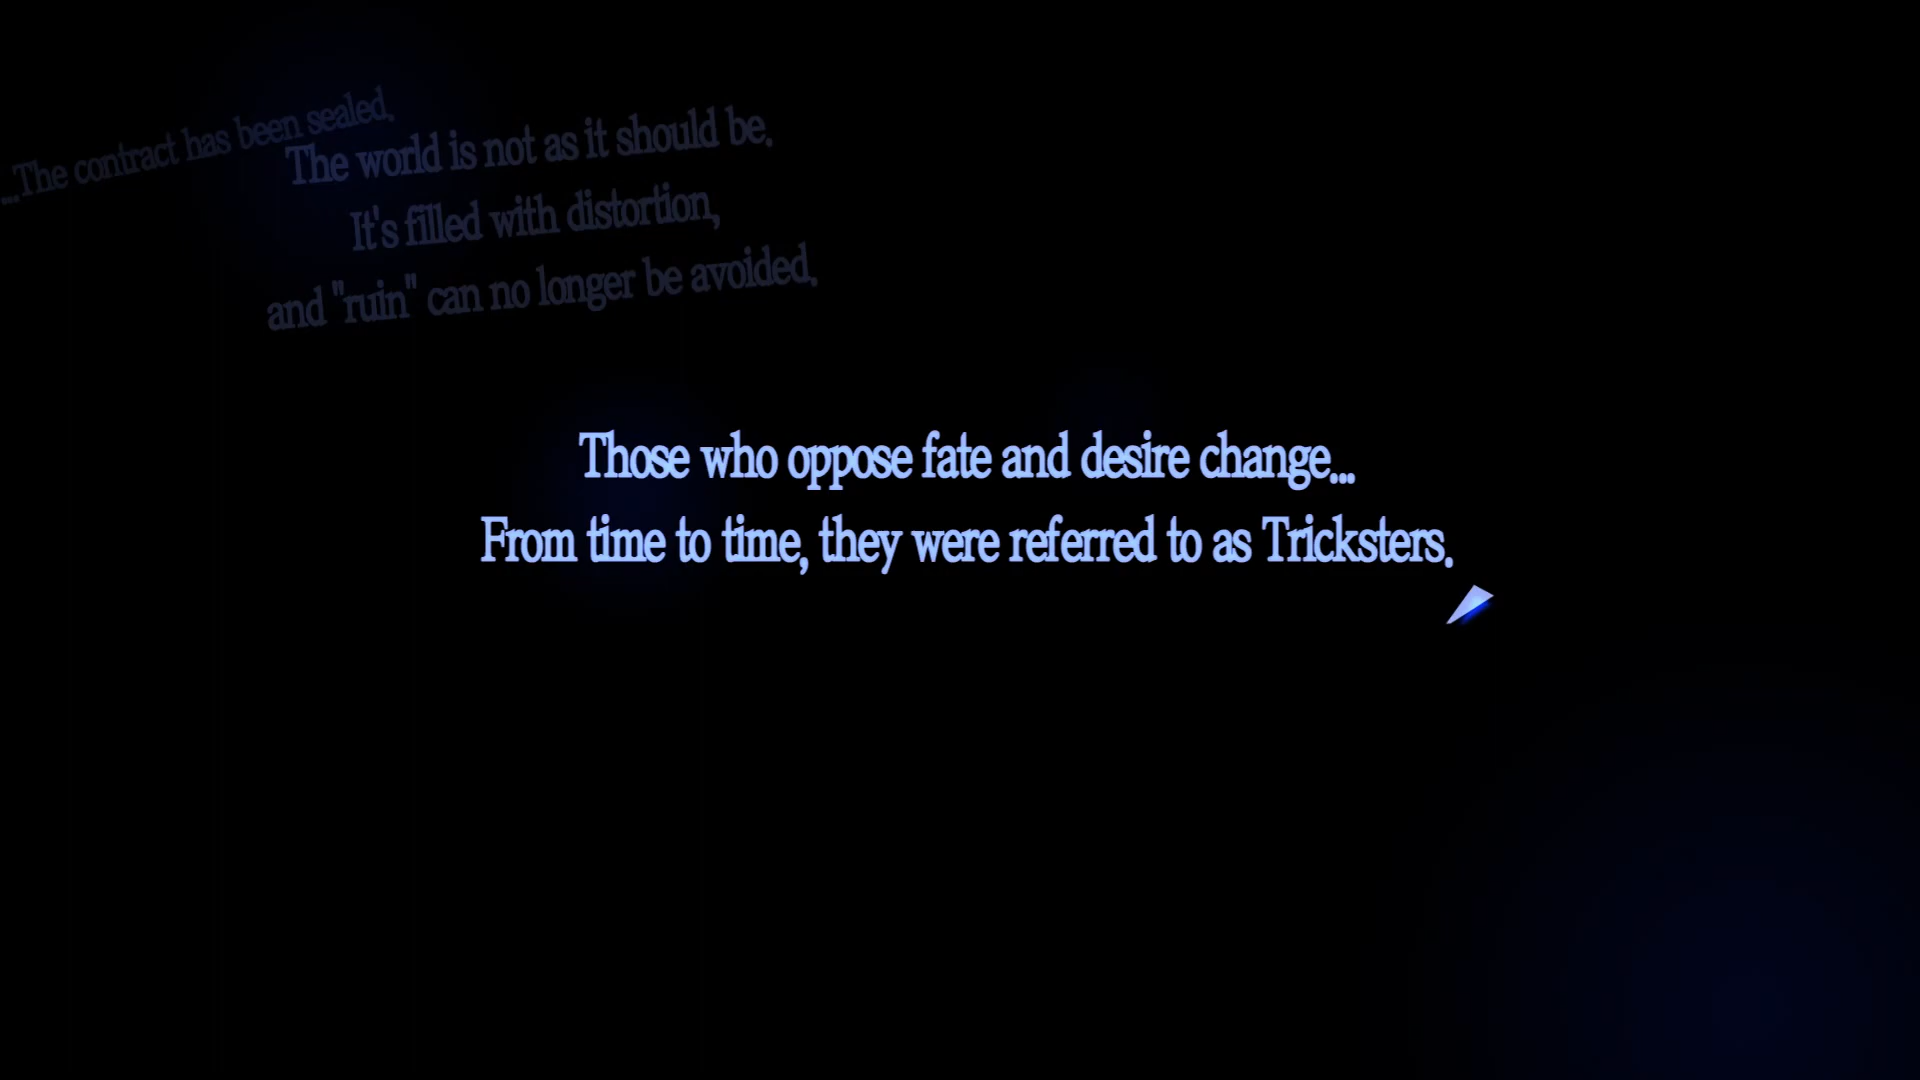 ...The contract has been sealed.
The world is not as it should be.
It's filled with distortion,
and "ruin" can no longer be avoided.
Those who oppose fate and desire change...
From time to time, they were referred to as Tricksters.